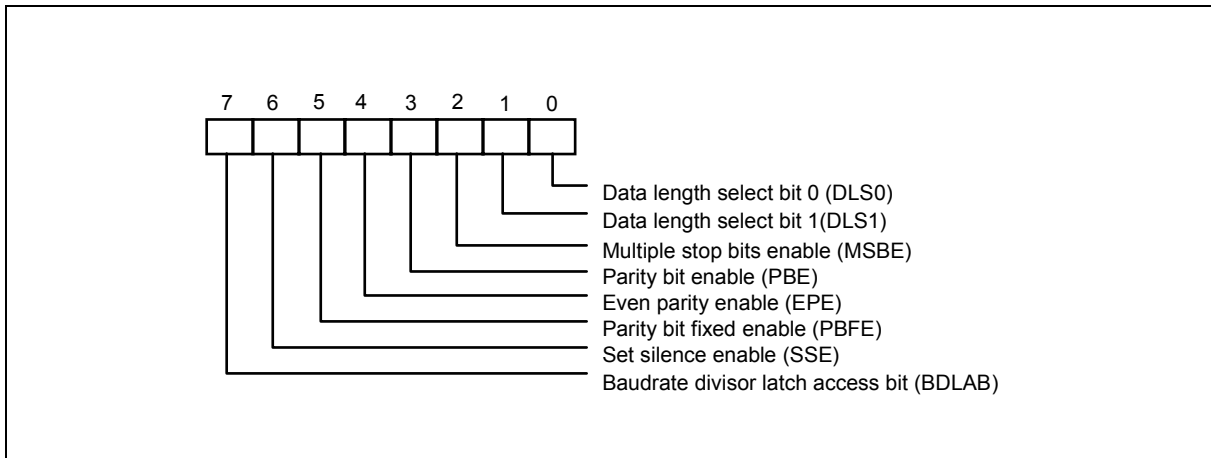 7 6 5 4 3 2 1 0
Data length select bit 0 (DLS0)
Data length select bit 1(DLS1)
Multiple stop bits enable (MSBE)
Parity bit enable (PBE)
Even parity enable (EPE)
Parity bit fixed enable (PBFE)
Set silence enable (SSE)
Baudrate divisor latch access bit (BDLAB)